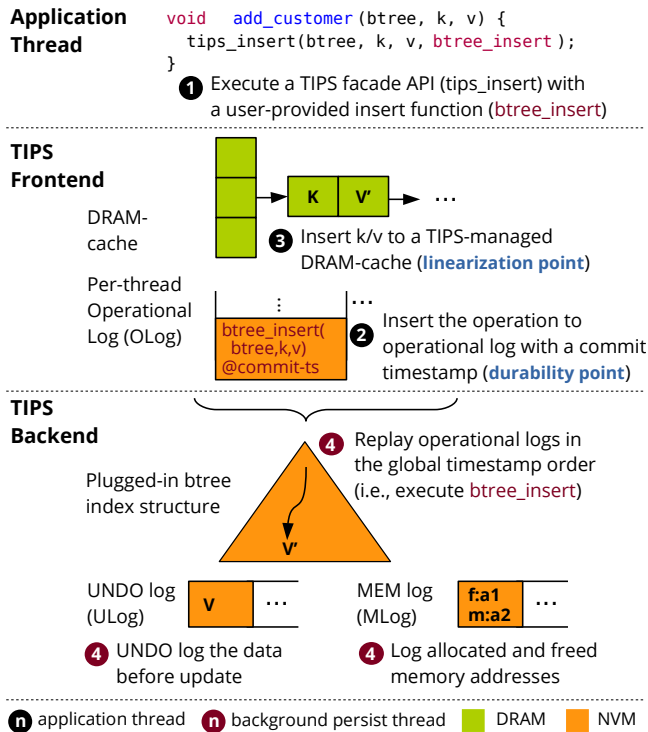 Application
Thread
void add_customer(btree, k, v) {
tips_insert(btree, k, v, btree_insert);
}
1 Execute a TIPS facade API (tips_insert) with
a user-provided insert function (btree_insert)
TIPS
Frontend
K V' ...
DRAM-
cache
3 Insert k/v to a TIPS-managed
DRAM-cache (linearization point)
Per-thread
Operational
Log (OLog)
⋮ ...
btree_insert(
btree,k,v)
@commit-ts
2 Insert the operation to
operational log with a commit
timestamp (durability point)
TIPS
Backend
4 Replay operational logs in
the global timestamp order
(i.e., execute btree_insert)
Plugged-in btree
index structure
V'
UNDO log
(ULog)
V ...
MEM log
(MLog)
f:a1
m:a2
...
4 UNDO log the data
before update
4 Log allocated and freed
memory addresses
n application thread n background persist thread DRAM NVM